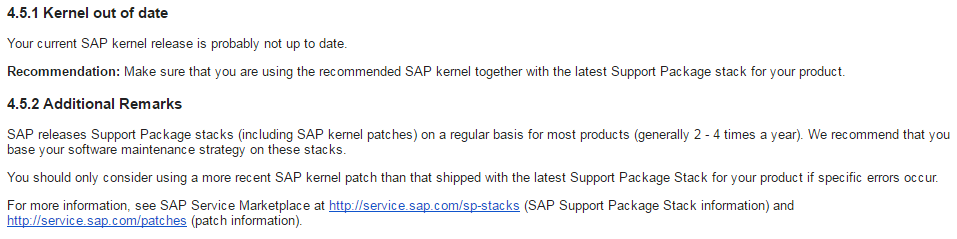 4.5.1 Kernel out of date
Your current SAP kernel release is probably not up to date.
Recommendation: Make sure that you are using the recommended SAP kernel together with the latest Support Package stack for your product.
4.5.2 Additional Remarks
SAP releases Support Package stacks (including SAP kernel patches) on a regular basis for most products (generally 2 - 4 times a year). We recommend that you
base your software maintenance strategy on these stacks.
You should only consider using a more recent SAP kernel patch than that shipped with the latest Support Package Stack for your product if specific errors occur.
For more information, see SAP Service Marketplace at http://service.sap.com/sp-stacks (SAP Support Package Stack information) and
http://service.sap.com/patches (patch information).